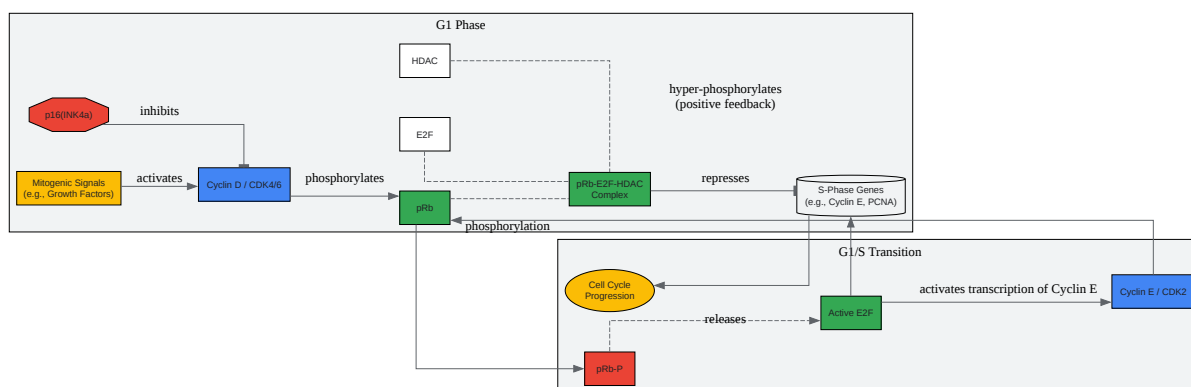 G1 Phase
HDAC
hyper-phosphorylates
(positive feedback)
p16(INK4a)
inhibits
E2F
Mitogenic Signals
(e.g., Growth Factors)
activates
Cyclin D / CDK4/6
phosphorylates
pRb
pRb-E2F-HDAC
Complex
represses
S-Phase Genes
(e.g., Cyclin E, PCNA)
phosphorylation
G1/S Transition
Cell Cycle
Progression
releases
Active E2F
activates transcription of Cyclin E
Cyclin E / CDK2
pRb-P